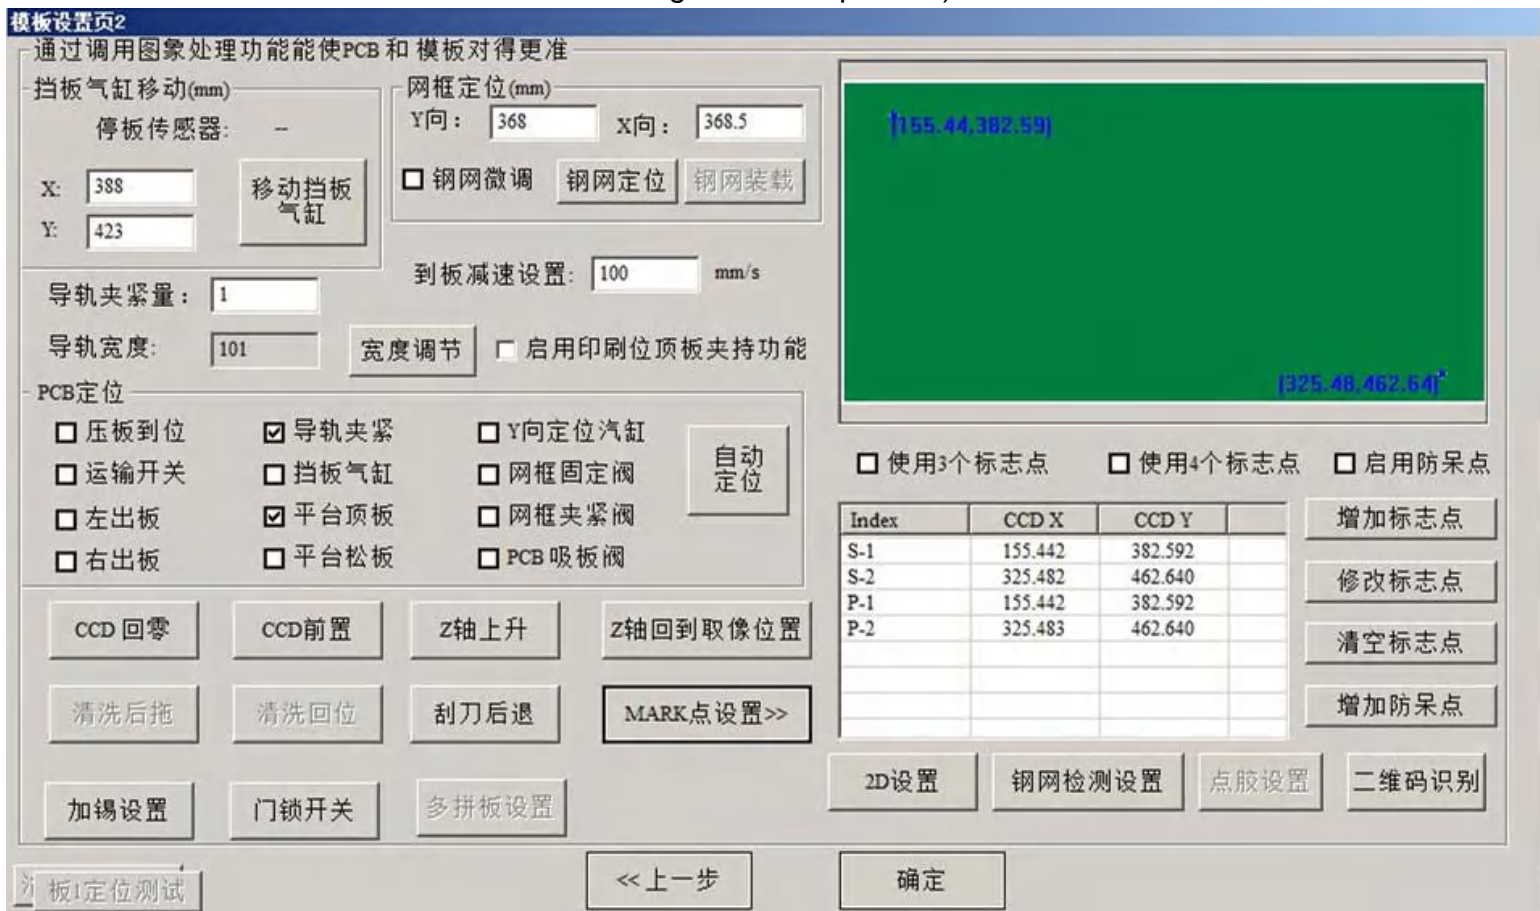 模板设置页2
通过调用图象处理功能能使PCB 和 模板对得更准
挡板气缸移动(mm)
停板传感器: --
X: 388
Y: 423
移动挡板
气缸
网框定位(mm)
Y向: 368
X向: 368.5
钢网微调
钢网定位
钢网装载
到板减速设置: 100 mm/s
导轨夹紧量: 1
导轨宽度: 101
宽度调节
启用印刷位顶板夹持功能
PCB定位
压板到位
导轨夹紧
Y向定位汽缸
运输开关
挡板气缸
网框固定阀
左出板
平台顶板
网框夹紧阀
右出板
平台松板
PCB 吸板阀
自动
定位
CCD 回零
CCD前置
Z轴上升
Z轴回到取像位置
清洗后拖
清洗回位
刮刀后退
MARK点设置>>
加锡设置
门锁开关
多拼板设置
(155.44,382.59)
(325.48,462.64)
使用3个标志点
使用4个标志点
启用防呆点
Index CCD X CCD Y
S-1 155.442 382.592
S-2 325.482 462.640
P-1 155.442 382.592
P-2 325.483 462.640
增加标志点
修改标志点
清空标志点
增加防呆点
2D设置
钢网检测设置
点胶设置
二维码识别
板1定位测试
<<上一步
确定